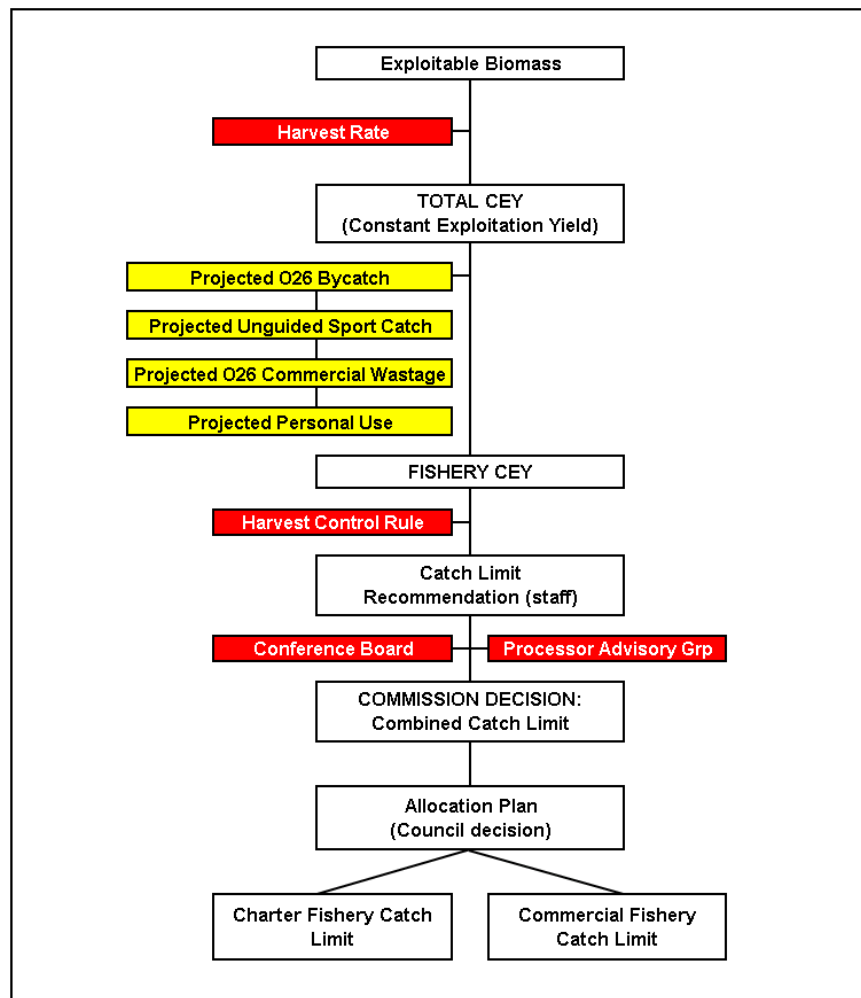 Exploitable Biomass
Harvest Rate
TOTAL CEY
(Constant Exploitation Yield)
Projected O26 Bycatch
Projected Unguided Sport Catch
Projected O26 Commercial Wastage
Projected Personal Use
FISHERY CEY
Harvest Control Rule
Catch Limit
Recommendation (staff)
Conference Board
Processor Advisory Grp
COMMISSION DECISION:
Combined Catch Limit
Allocation Plan
(Council decision)
Charter Fishery Catch
Limit
Commercial Fishery
Catch Limit